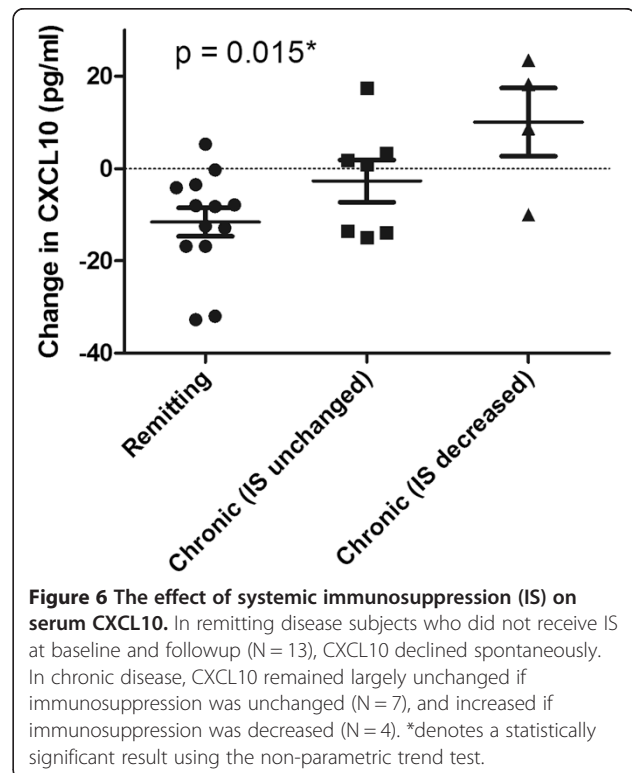 p = 0.015*
Change in CXCL10 (pg/ml)
20
0
-20
-40
Remitting
Chronic (IS unchanged)
Chronic (IS decreased)
Figure 6 The effect of systemic immunosuppression (IS) on
serum CXCL10. In remitting disease subjects who did not receive IS
at baseline and followup (N = 13), CXCL10 declined spontaneously.
In chronic disease, CXCL10 remained largely unchanged if
immunosuppression was unchanged (N = 7), and increased if
immunosuppression was decreased (N = 4). *denotes a statistically
significant result using the non-parametric trend test.